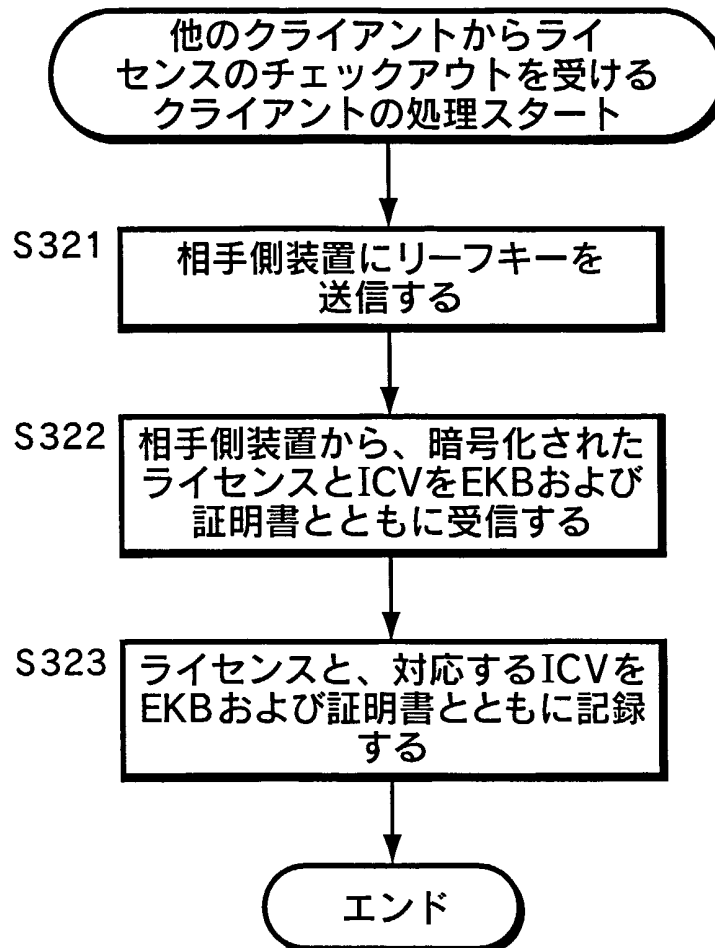 他のクライアントからライ
センスのチェックアウトを受ける
クライアントの処理スタート
S321
相手側装置にリーフキーを
送信する
S322
相手側装置から、暗号化された
ライセンスとICVをEKBおよび
証明書とともに受信する
S323
ライセンスと、対応するICVを
EKBおよび証明書とともに記録
する
エンド